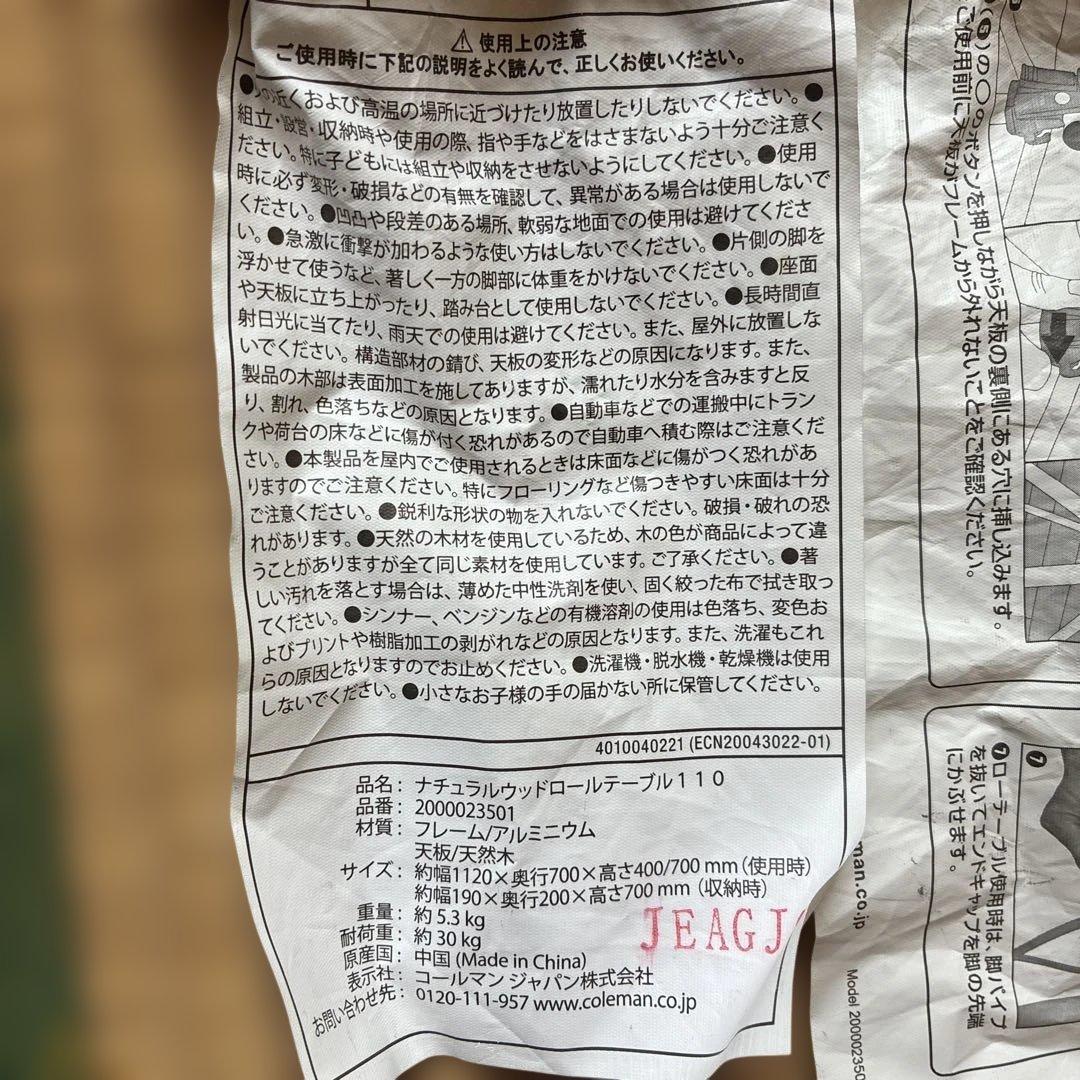 ⚠ 使用上の注意
ご使用時に下記の説明をよく読んで、正しくお使いください。
の近くおよび高温の場所に近づけたり放置したりしないでください。●
組立・設営・収納時や使用の際、指や手などをはさまないよう十分ご注意く
ださい。特に子どもには組立や収納をさせないようにしてください。●使用
時に必ず変形・破損などの有無を確認して、異常がある場合は使用しないで
ください。●凹凸や段差のある場所、軟弱な地面での使用は避けてくださ
い。●急激に衝撃が加わるような使い方はしないでください。●片側の脚を
浮かせて使うなど、著しく一方の脚部に体重をかけないでください。●座面
や天板に立ち上がったり、踏み台として使用しないでください。●長時間直
射日光に当てたり、雨天での使用は避けてください。また、屋外に放置しな
いでください。構造部材の錆び、天板の変形などの原因になります。また、
製品の木部は表面加工を施してありますが、濡れたり水分を含みますと反
り、割れ、色落ちなどの原因となります。●自動車などでの運搬中にトラン
クや荷台の床などに傷が付く恐れがあるので自動車へ積む際はご注意くだ
さい。●本製品を屋内でご使用されるときは床面などに傷がつく恐れがあ
りますのでご注意ください。特にフローリングなど傷つきやすい床面は十分
ご注意ください。●鋭利な形状の物を入れないでください。破損・破れの恐
れがあります。●天然の木材を使用しているため、木の色が商品によって違
うことがありますが全て同じ素材を使用しています。ご了承ください。●著
しい汚れを落とす場合は、薄めた中性洗剤を使い、固く絞った布で拭き取っ
てください。●シンナー、ベンジンなどの有機溶剤の使用は色落ち、変色お
よびプリントや樹脂加工の剥がれなどの原因となります。また、洗濯もこれ
らの原因となりますのでお止めください。●洗濯機・脱水機・乾燥機は使用
しないでください。●小さなお子様の手の届かない所に保管してください。
4010040221 (ECN20043022-01)
品名：ナチュラルウッドロールテーブル１１０
品番：2000023501
材質：フレーム/アルミニウム
天板/天然木
サイズ：約幅1120×奥行700×高さ400/700 mm（使用時）
約幅190×奥行200×高さ700 mm（収納時）
重量：約 5.3 kg
耐荷重：約 30 kg
原産国：中国 (Made in China)
表示社：コールマン ジャパン株式会社
お問い合わせ先：0120-111-957 www.coleman.co.jp
JEAGJ
のボタンを押しながら天板の裏側にある穴に挿し込みます。
ご使用前に天板がフレームから外れないことをご確認ください。
❼
❼ローテーブル使用時は、脚パイプ
を抜いてエンドキャップを脚の先端
にかぶせます。
man.co.jp
Model 200002350